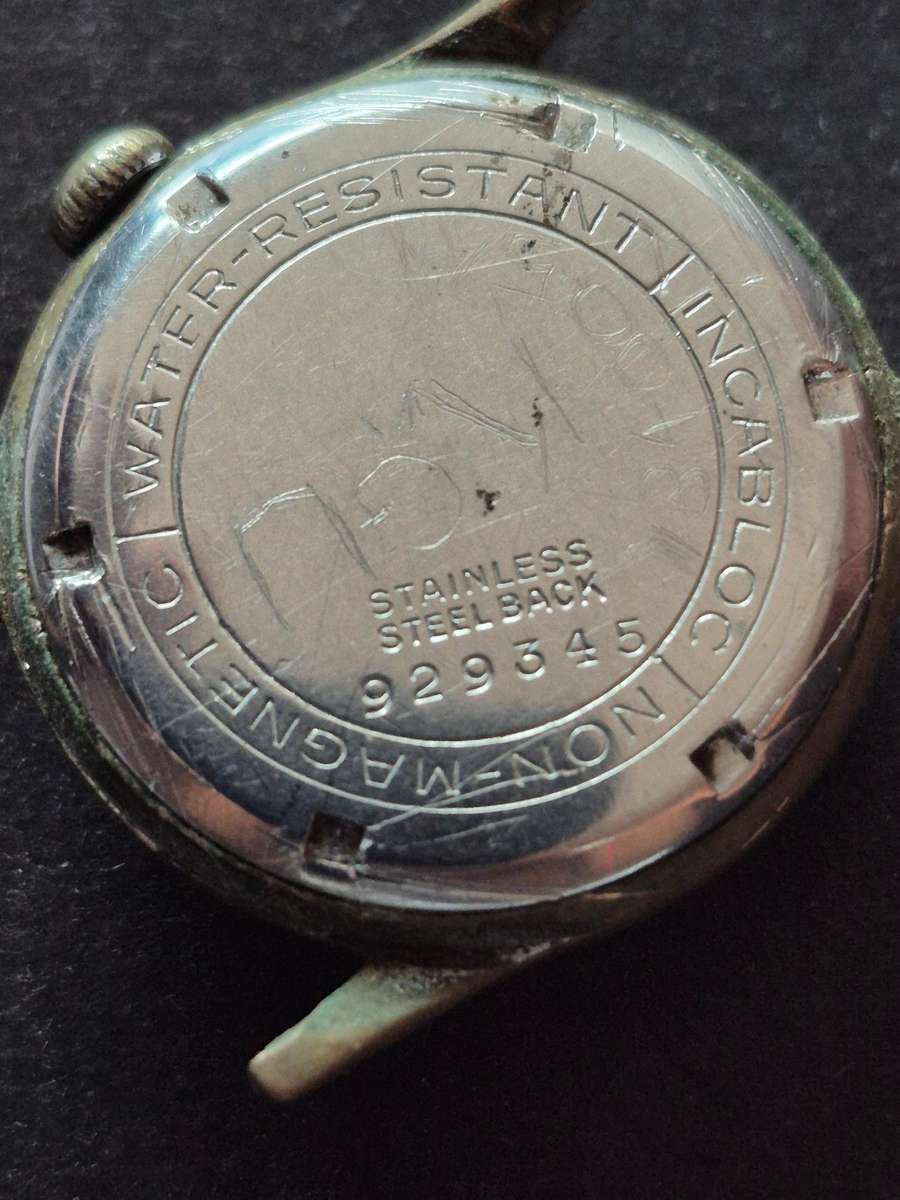 WATER-RESISTANT | INCABLOC | NON-MAGNETIC |
STAINLESS
STEEL BACK
929345